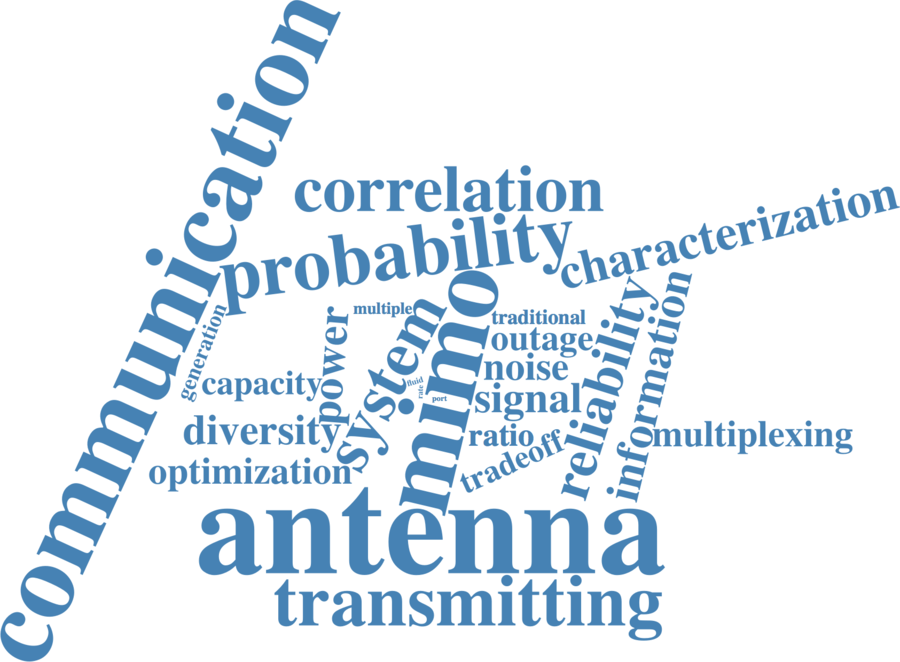 communication
correlation
probability
characterization
generation
multiple
power
system
mimo
traditional
outage
noise
reliability
information
capacity
fluid
rate
port
signal
diversity
ratio
tradeoff
multiplexing
optimization
antenna
transmitting